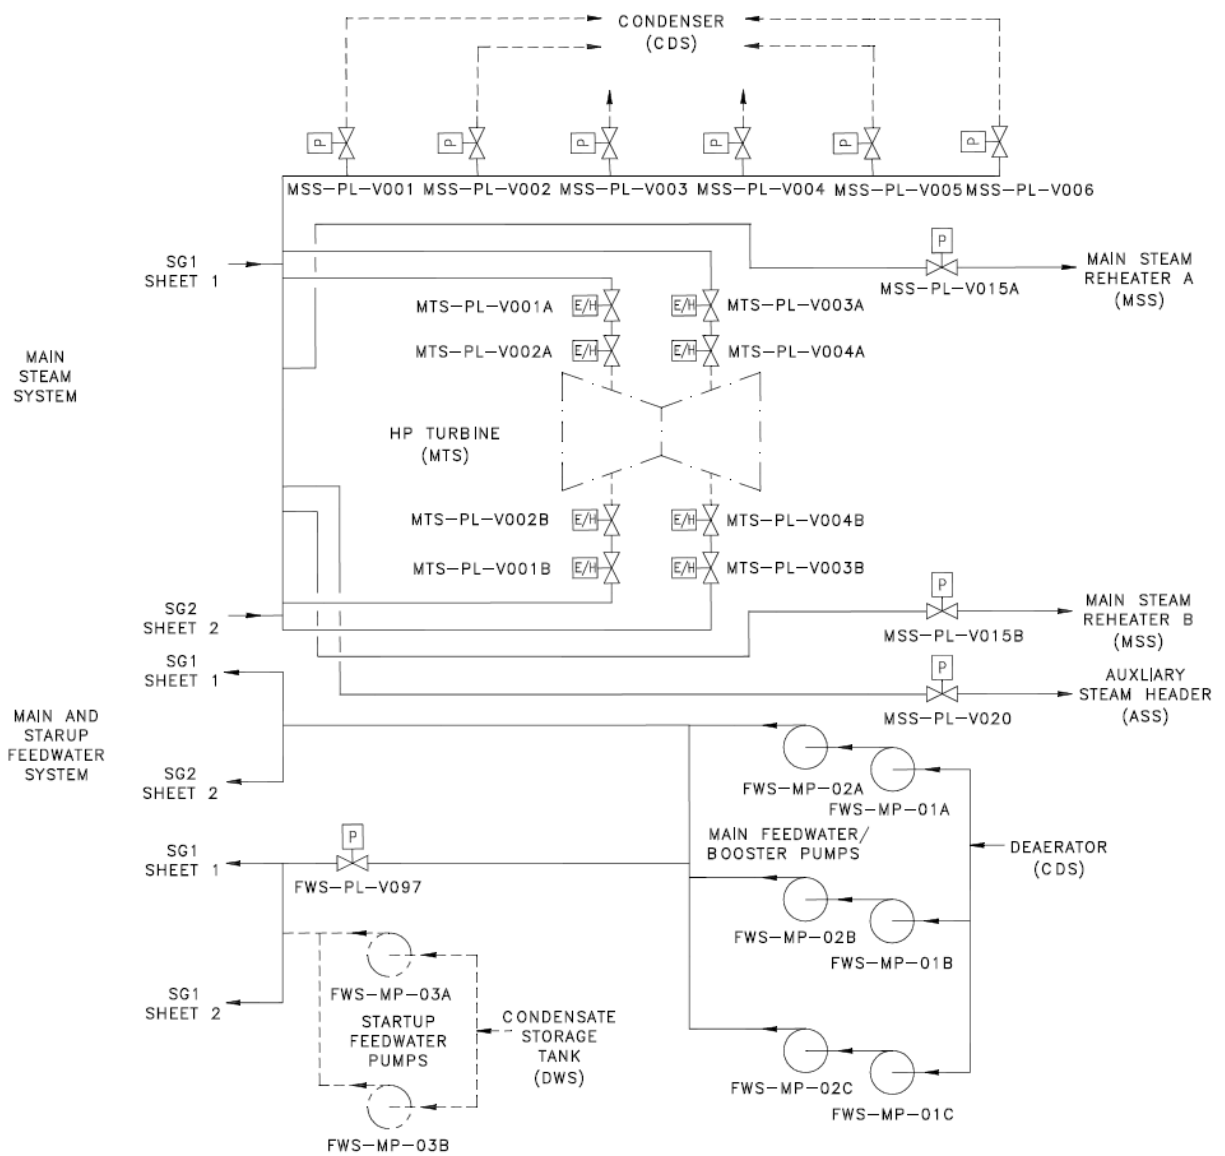 CONDENSER
(CDS)
P
P
P
P
P
P
MSS-PL-V001
MSS-PL-V002
MSS-PL-V003
MSS-PL-V004
MSS-PL-V005
MSS-PL-V006
SG1
SHEET 1
P
MSS-PL-V015A
MAIN STEAM
REHEATER A
(MSS)
MTS-PL-V001A
E/H
E/H
MTS-PL-V003A
MTS-PL-V002A
E/H
E/H
MTS-PL-V004A
MAIN
STEAM
SYSTEM
HP TURBINE
(MTS)
MTS-PL-V002B
E/H
E/H
MTS-PL-V004B
MTS-PL-V001B
E/H
E/H
MTS-PL-V003B
SG2
SHEET 2
P
MSS-PL-V015B
MAIN STEAM
REHEATER B
(MSS)
SG1
SHEET 1
P
MSS-PL-V020
AUXLIARY
STEAM HEADER
(ASS)
MAIN AND
STARUP
FEEDWATER
SYSTEM
SG2
SHEET 2
FWS-MP-02A
FWS-MP-01A
MAIN FEEDWATER/
BOOSTER PUMPS
DEAERATOR
(CDS)
SG1
SHEET 1
P
FWS-PL-V097
FWS-MP-02B
FWS-MP-01B
FWS-MP-03A
SG1
SHEET 2
STARTUP
FEEDWATER
PUMPS
CONDENSATE
STORAGE
TANK
(DWS)
FWS-MP-02C
FWS-MP-01C
FWS-MP-03B